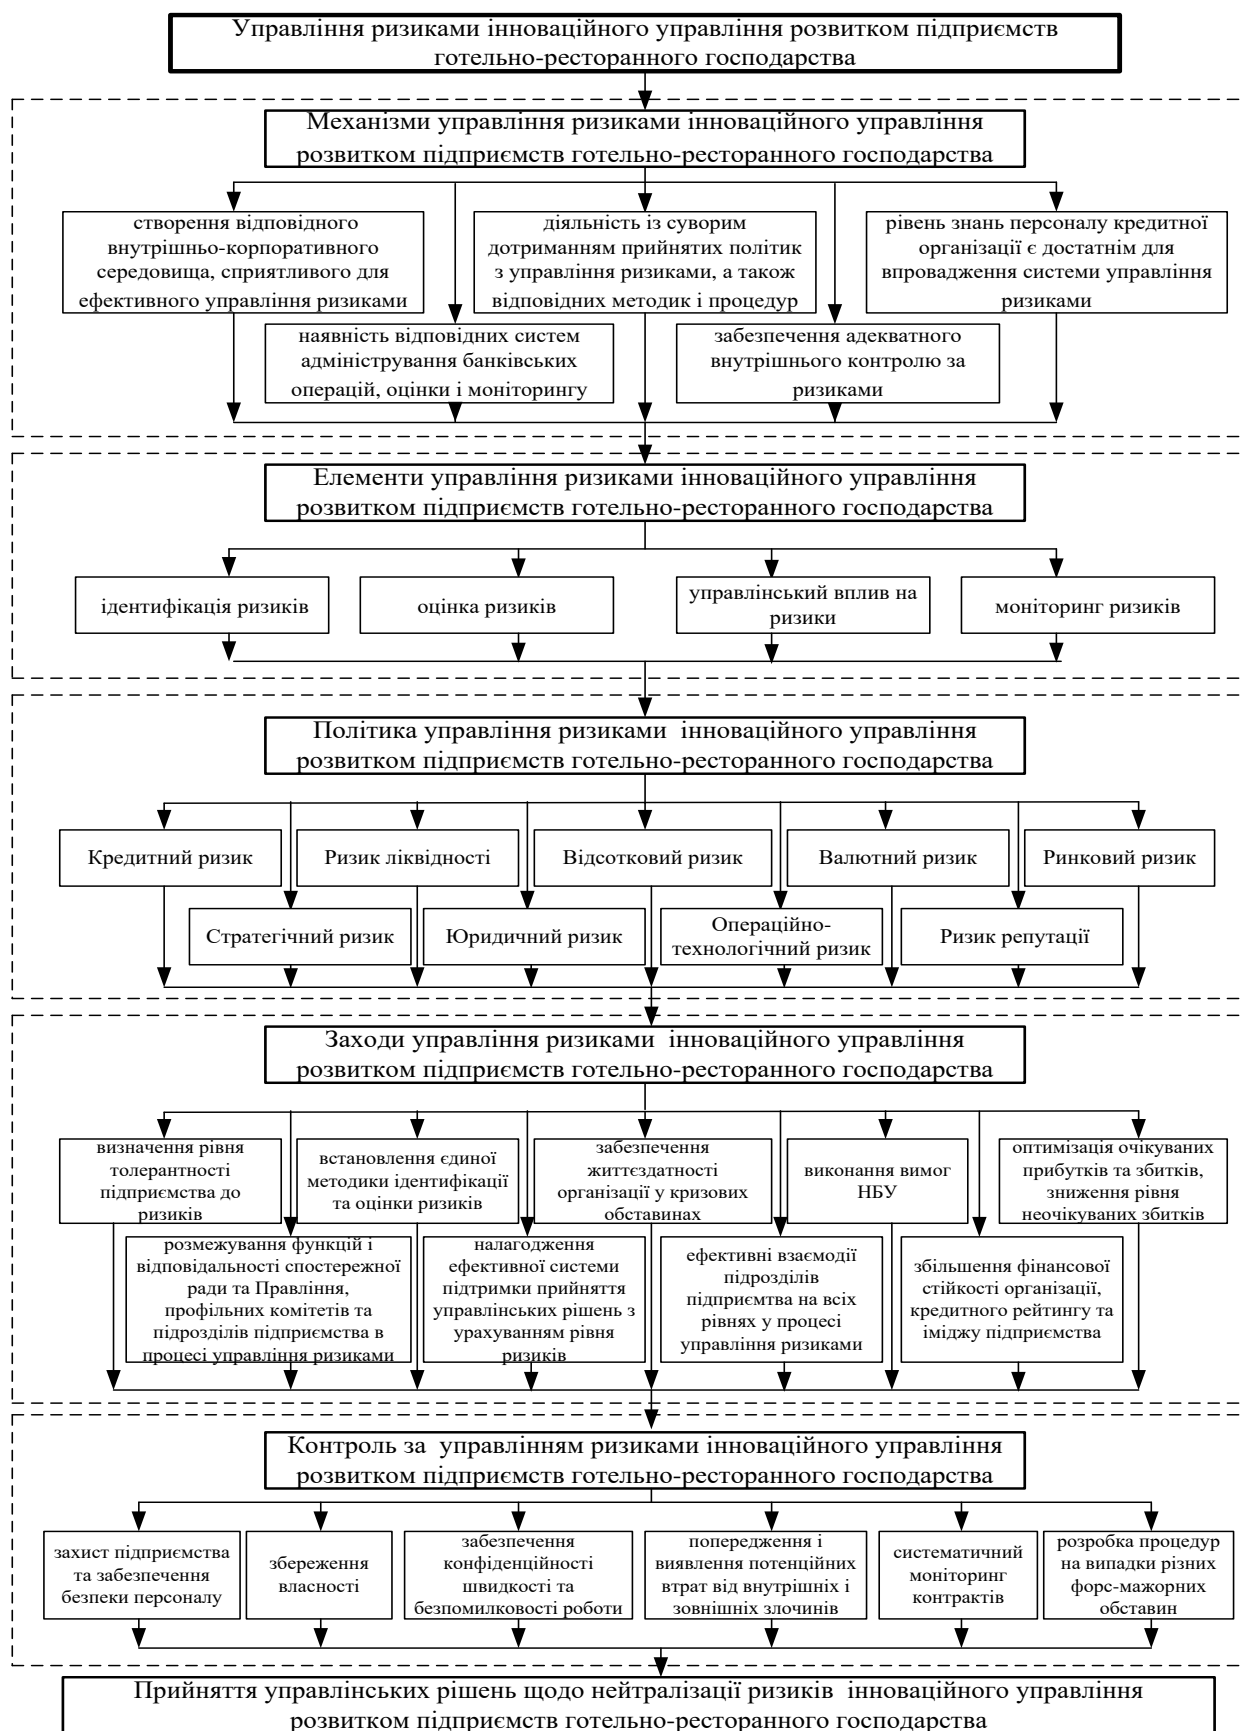 Управління ризиками інноваційного управління розвитком підприємств
готельно-ресторанного господарства
Механізми управління ризиками інноваційного управління
розвитком підприємств готельно-ресторанного господарства
створення відповідного
внутрішньо-корпоративного
середовища, сприятливого для
ефективного управління ризиками
діяльність із суворим
дотриманням прийнятих політик
з управління ризиками, а також
відповідних методик і процедур
рівень знань персоналу кредитної
організації є достатнім для
впровадження системи управління
ризиками
наявність відповідних систем
адміністрування банківських
операцій, оцінки і моніторингу
забезпечення адекватного
внутрішнього контролю за
ризиками
Елементи управління ризиками інноваційного управління
розвитком підприємств готельно-ресторанного господарства
ідентифікація ризиків
оцінка ризиків
управлінський вплив на
ризики
моніторинг ризиків
Політика управління ризиками  інноваційного управління
розвитком підприємств готельно-ресторанного господарства
Кредитний ризик
Ризик ліквідності
Відсотковий ризик
Валютний ризик
Ринковий ризик
Стратегічний ризик
Юридичний ризик
Операційно-
технологічний ризик
Ризик репутації
Заходи управління ризиками  інноваційного управління
розвитком підприємств готельно-ресторанного господарства
визначення рівня
толерантності
підприємства до
ризиків
встановлення єдиної
методики ідентифікації
та оцінки ризиків
забезпечення
життєздатності
організації у кризових
обставинах
виконання вимог
НБУ
оптимізація очікуваних
прибутків та збитків,
зниження рівня
неочікуваних збитків
розмежування функцій і
відповідальності спостережної
ради та Правління,
профільних комітетів та
підрозділів підприємства в
процесі управління ризиками
налагодження
ефективної системи
підтримки прийняття
управлінських рішень з
урахуванням рівня
ризиків
ефективні взаємодії
підрозділів
підприємтва на всіх
рівнях у процесі
управління ризиками
збільшення фінансової
стійкості організації,
кредитного рейтингу та
іміджу підприємства
Контроль за  управлінням ризиками інноваційного управління
розвитком підприємств готельно-ресторанного господарства
захист підприємства
та забезпечення
безпеки персоналу
збереження
власності
забезпечення
конфіденційності
швидкості та
безпомилковості роботи
попередження і
виявлення потенційних
втрат від внутрішніх і
зовнішніх злочинів
систематичний
моніторинг
контрактів
розробка процедур
на випадки різних
форс-мажорних
обставин
Прийняття управлінських рішень щодо нейтралізації ризиків  інноваційного управління
розвитком підприємств готельно-ресторанного господарства